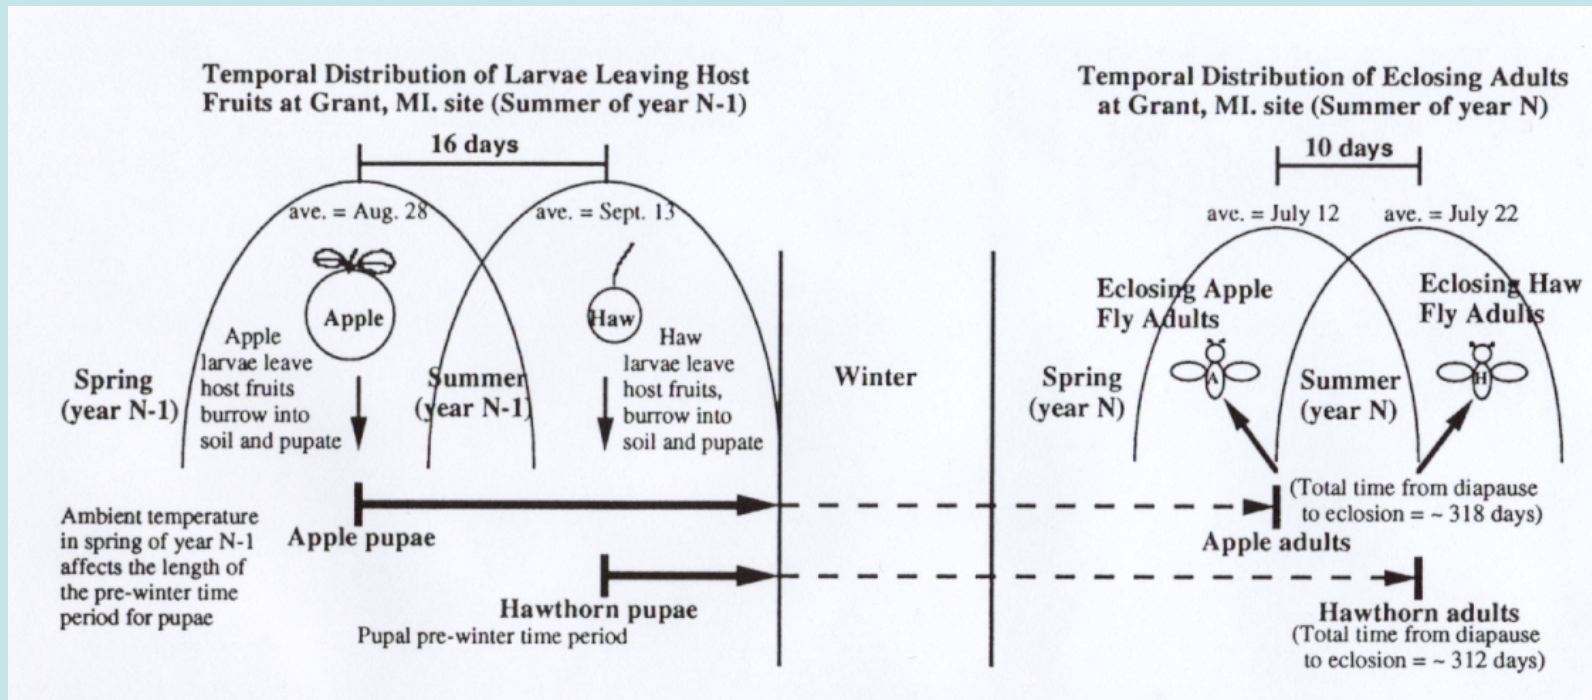 Temporal Distribution of Larvae Leaving Host
Fruits at Grant, MI. site (Summer of year N-1)
16 days
ave. = Aug. 28
ave. = Sept. 13
Apple
Apple
larvae leave
host fruits
burrow into
soil and pupate
Haw
Haw
larvae leave
host fruits,
burrow into
soil and pupate
Spring
(year N-1)
Summer
(year N-1)
Winter
Temporal Distribution of Eclosing Adults
at Grant, MI. site (Summer of year N)
10 days
ave. = July 12
ave. = July 22
Eclosing Apple
Fly Adults
Eclosing Haw
Fly Adults
A
H
Spring
(year N)
Summer
(year N)
Ambient temperature
in spring of year N-1
affects the length of
the pre-winter time
period for pupae
Apple pupae
Hawthorn pupae
Pupal pre-winter time period
(Total time from diapause
to eclosion = ~ 318 days)
Apple adults
Hawthorn adults
(Total time from diapause
to eclosion = ~ 312 days)